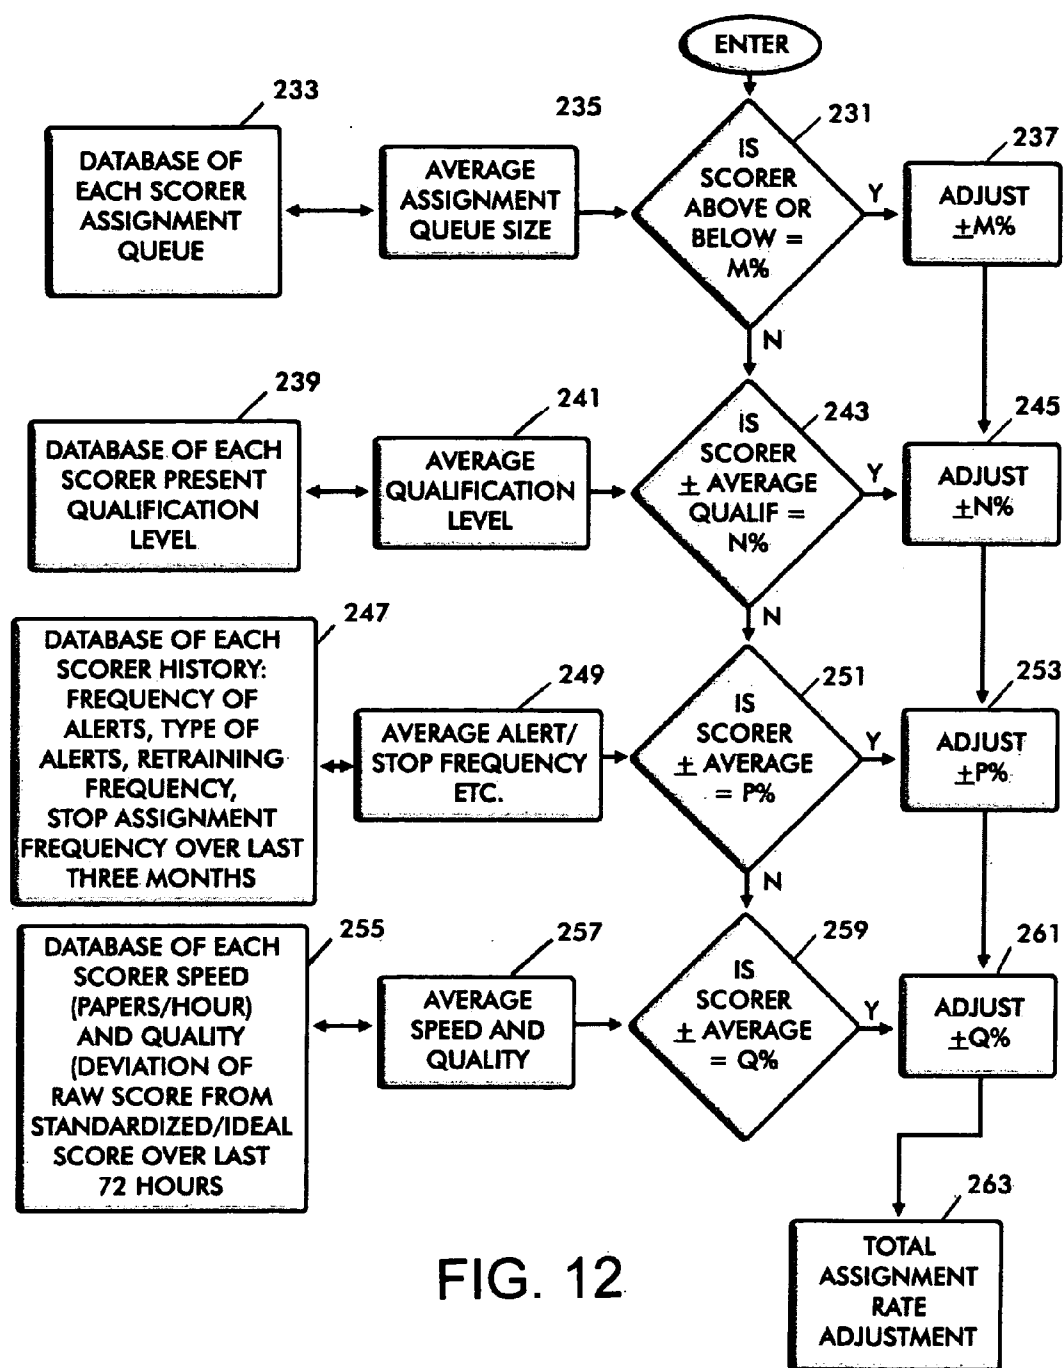 ENTER
233
DATABASE OF
EACH SCORER
ASSIGNMENT
QUEUE
235
AVERAGE
ASSIGNMENT
QUEUE SIZE
231
IS
SCORER
ABOVE OR
BELOW =
M%
Y
N
237
ADJUST
±M%
239
DATABASE OF EACH
SCORER PRESENT
QUALIFICATION
LEVEL
241
AVERAGE
QUALIFICATION
LEVEL
243
IS
SCORER
± AVERAGE
QUALIF =
N%
Y
N
245
ADJUST
±N%
247
DATABASE OF EACH
SCORER HISTORY:
FREQUENCY OF
ALERTS, TYPE OF
ALERTS, RETRAINING
FREQUENCY,
STOP ASSIGNMENT
FREQUENCY OVER LAST
THREE MONTHS
249
AVERAGE ALERT/
STOP FREQUENCY
ETC.
251
IS
SCORER
± AVERAGE
= P%
Y
N
253
ADJUST
±P%
255
DATABASE OF EACH
SCORER SPEED
(PAPERS/HOUR)
AND QUALITY
(DEVIATION OF
RAW SCORE FROM
STANDARDIZED/IDEAL
SCORE OVER LAST
72 HOURS
257
AVERAGE
SPEED AND
QUALITY
259
IS
SCORER
± AVERAGE
= Q%
Y
261
ADJUST
±Q%
263
TOTAL
ASSIGNMENT
RATE
ADJUSTMENT
FIG. 12